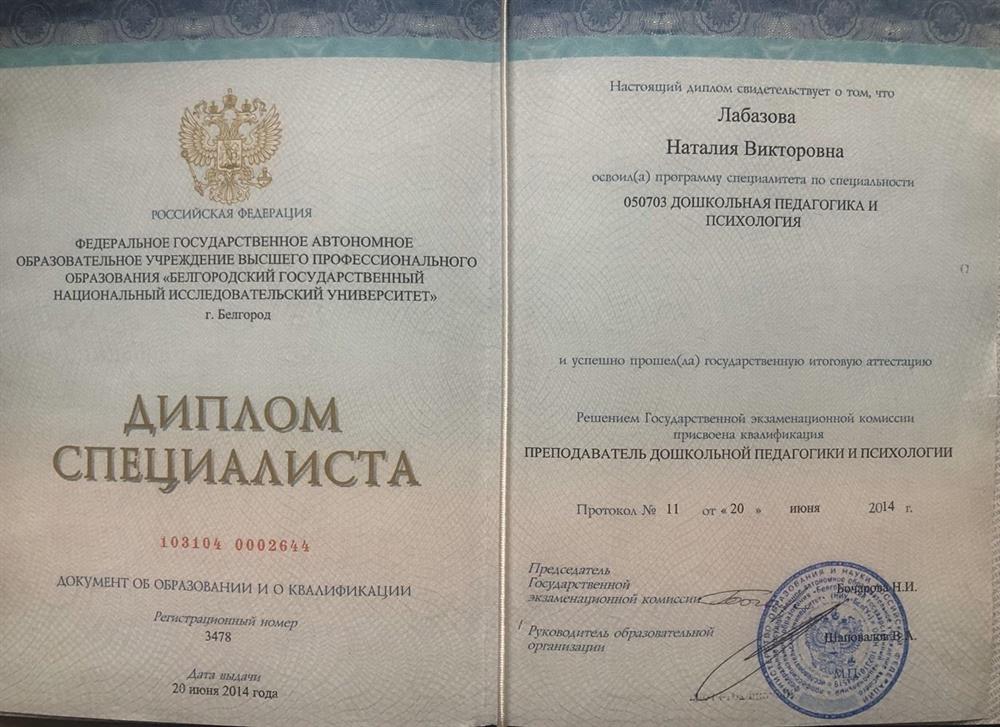 РОССИЙСКАЯ ФЕДЕРАЦИЯ
ФЕДЕРАЛЬНОЕ ГОСУДАРСТВЕННОЕ АВТОНОМНОЕ
ОБРАЗОВАТЕЛЬНОЕ УЧРЕЖДЕНИЕ ВЫСШЕГО ПРОФЕССИОНАЛЬНОГО
ОБРАЗОВАНИЯ «БЕЛГОРОДСКИЙ ГОСУДАРСТВЕННЫЙ
НАЦИОНАЛЬНЫЙ ИССЛЕДОВАТЕЛЬСКИЙ УНИВЕРСИТЕТ»
г. Белгород
ДИПЛОМ
СПЕЦИАЛИСТА
103104 0002644
ДОКУМЕНТ ОБ ОБРАЗОВАНИИ И О КВАЛИФИКАЦИИ
Регистрационный номер
3478
Дата выдачи
20 июня 2014 года
Настоящий диплом свидетельствует о том, что
Лабазова
Наталия Викторовна
освоил(а) программу специалитета по специальности
050703 ДОШКОЛЬНАЯ ПЕДАГОГИКА И
ПСИХОЛОГИЯ
и успешно прошел(ла) государственную итоговую аттестацию
Решением Государственной экзаменационной комиссии
присвоена квалификация
ПРЕПОДАВАТЕЛЬ ДОШКОЛЬНОЙ ПЕДАГОГИКИ И ПСИХОЛОГИИ
Протокол № 11 от « 20 » июня 2014 г.
Председатель
Государственной
экзаменационной комиссии Бочарова Н.И.
Руководитель образовательной
организации Шаповалов В.А.
М.П.